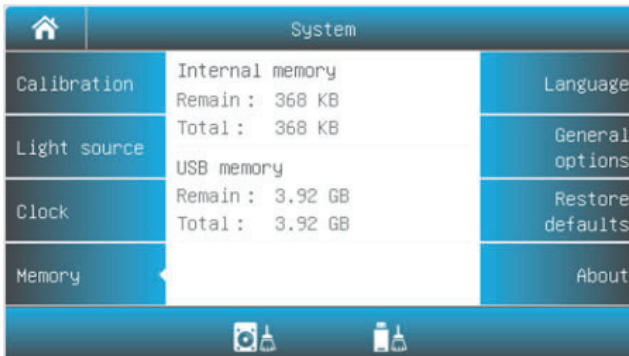 System
Calibration
Light source
Clock
Memory
Internal memory
Remain : 368 KB
Total : 368 KB
USB memory
Remain : 3.92 GB
Total : 3.92 GB
Language
General
options
Restore
defaults
About